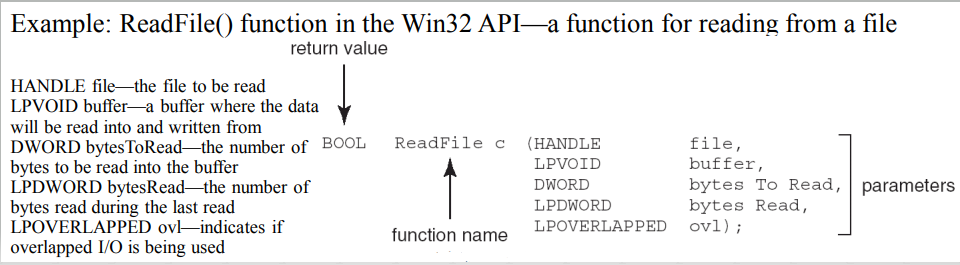 Example: ReadFile() function in the Win32 API—a function for reading from a file
return value
HANDLE file—the file to be read
LPVOID buffer—a buffer where the data
will be read into and written from
DWORD bytesToRead—the number of
bytes to be read into the buffer
LPDWORD bytesRead—the number of
bytes read during the last read
LPOVERLAPPED ovl—indicates if
overlapped I/O is being used
BOOL ReadFile c (HANDLE file,
LPVOID buffer,
DWORD bytes To Read,
LPDWORD bytes Read,
LPOVERLAPPED ovl);
parameters
function name